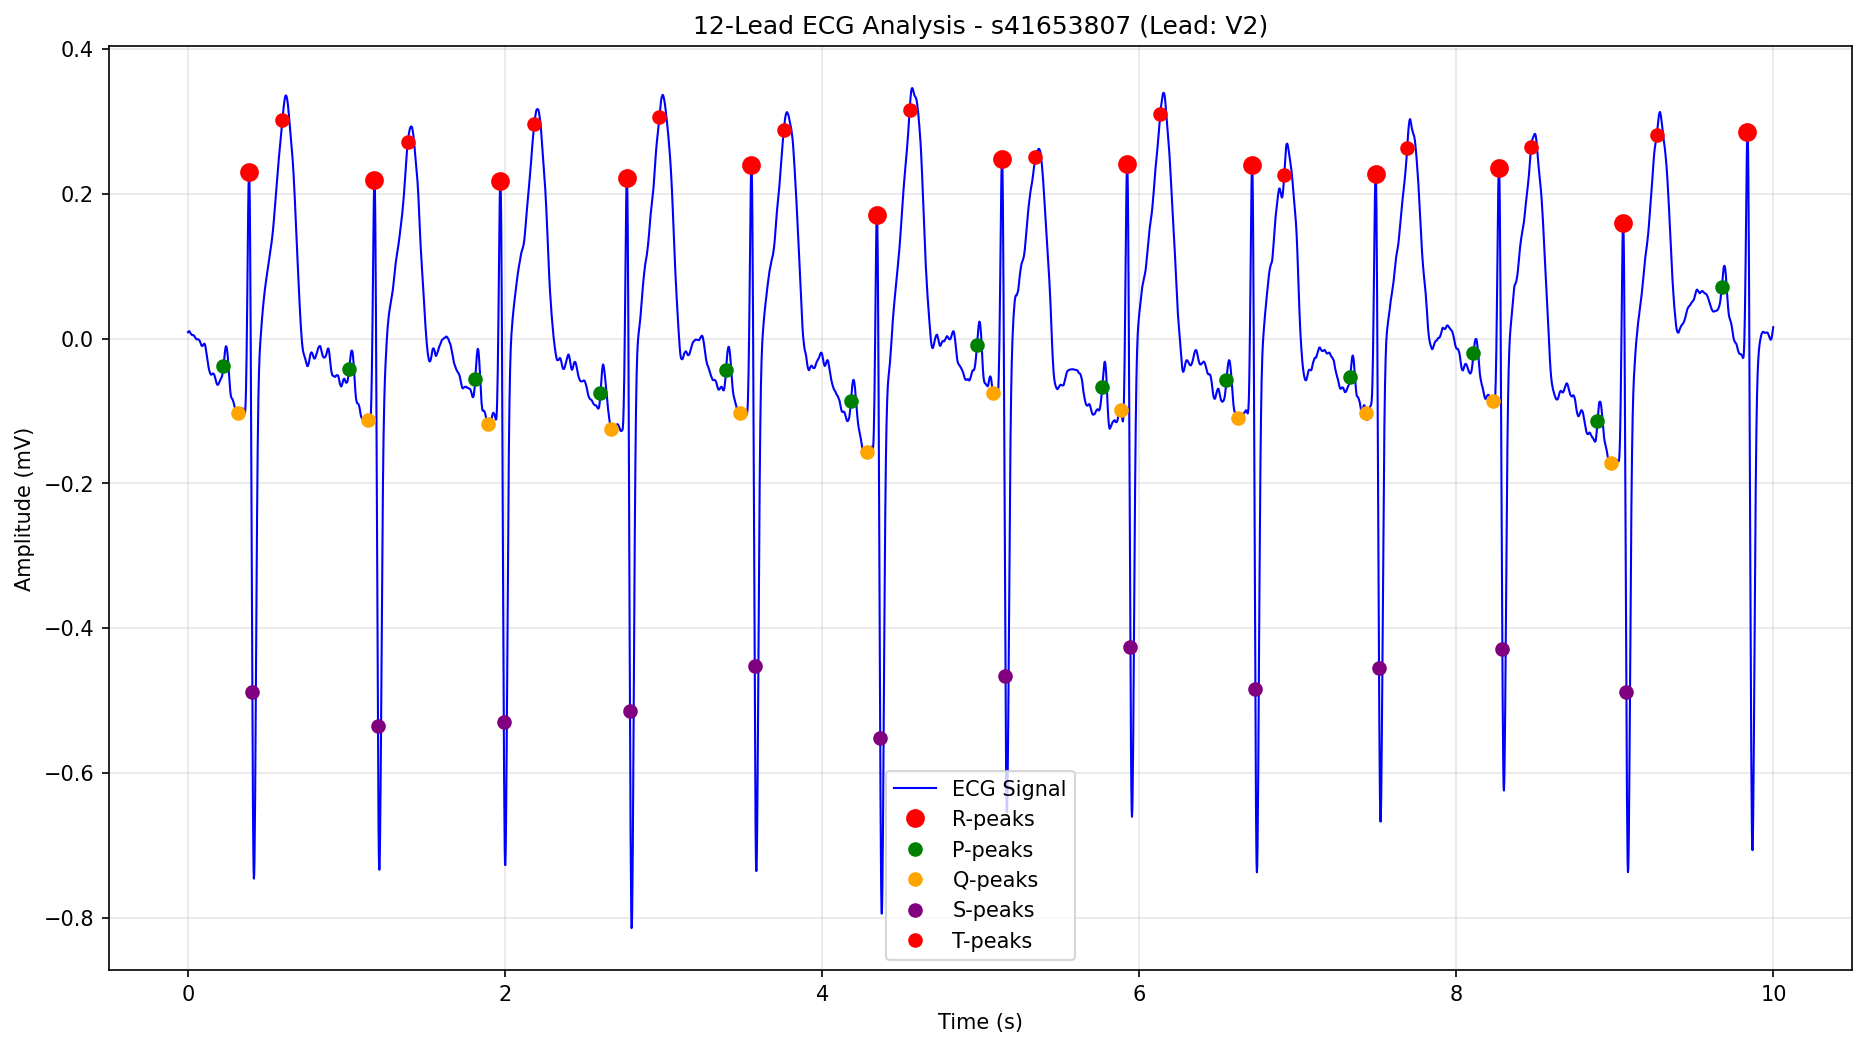 12-Lead ECG Analysis - s41653807 (Lead: V2)
0.4
0.2
0.0
−0.2
−0.4
−0.6
−0.8
Amplitude (mV)
ECG Signal
R-peaks
P-peaks
Q-peaks
S-peaks
T-peaks
0 2 4 6 8 10
Time (s)